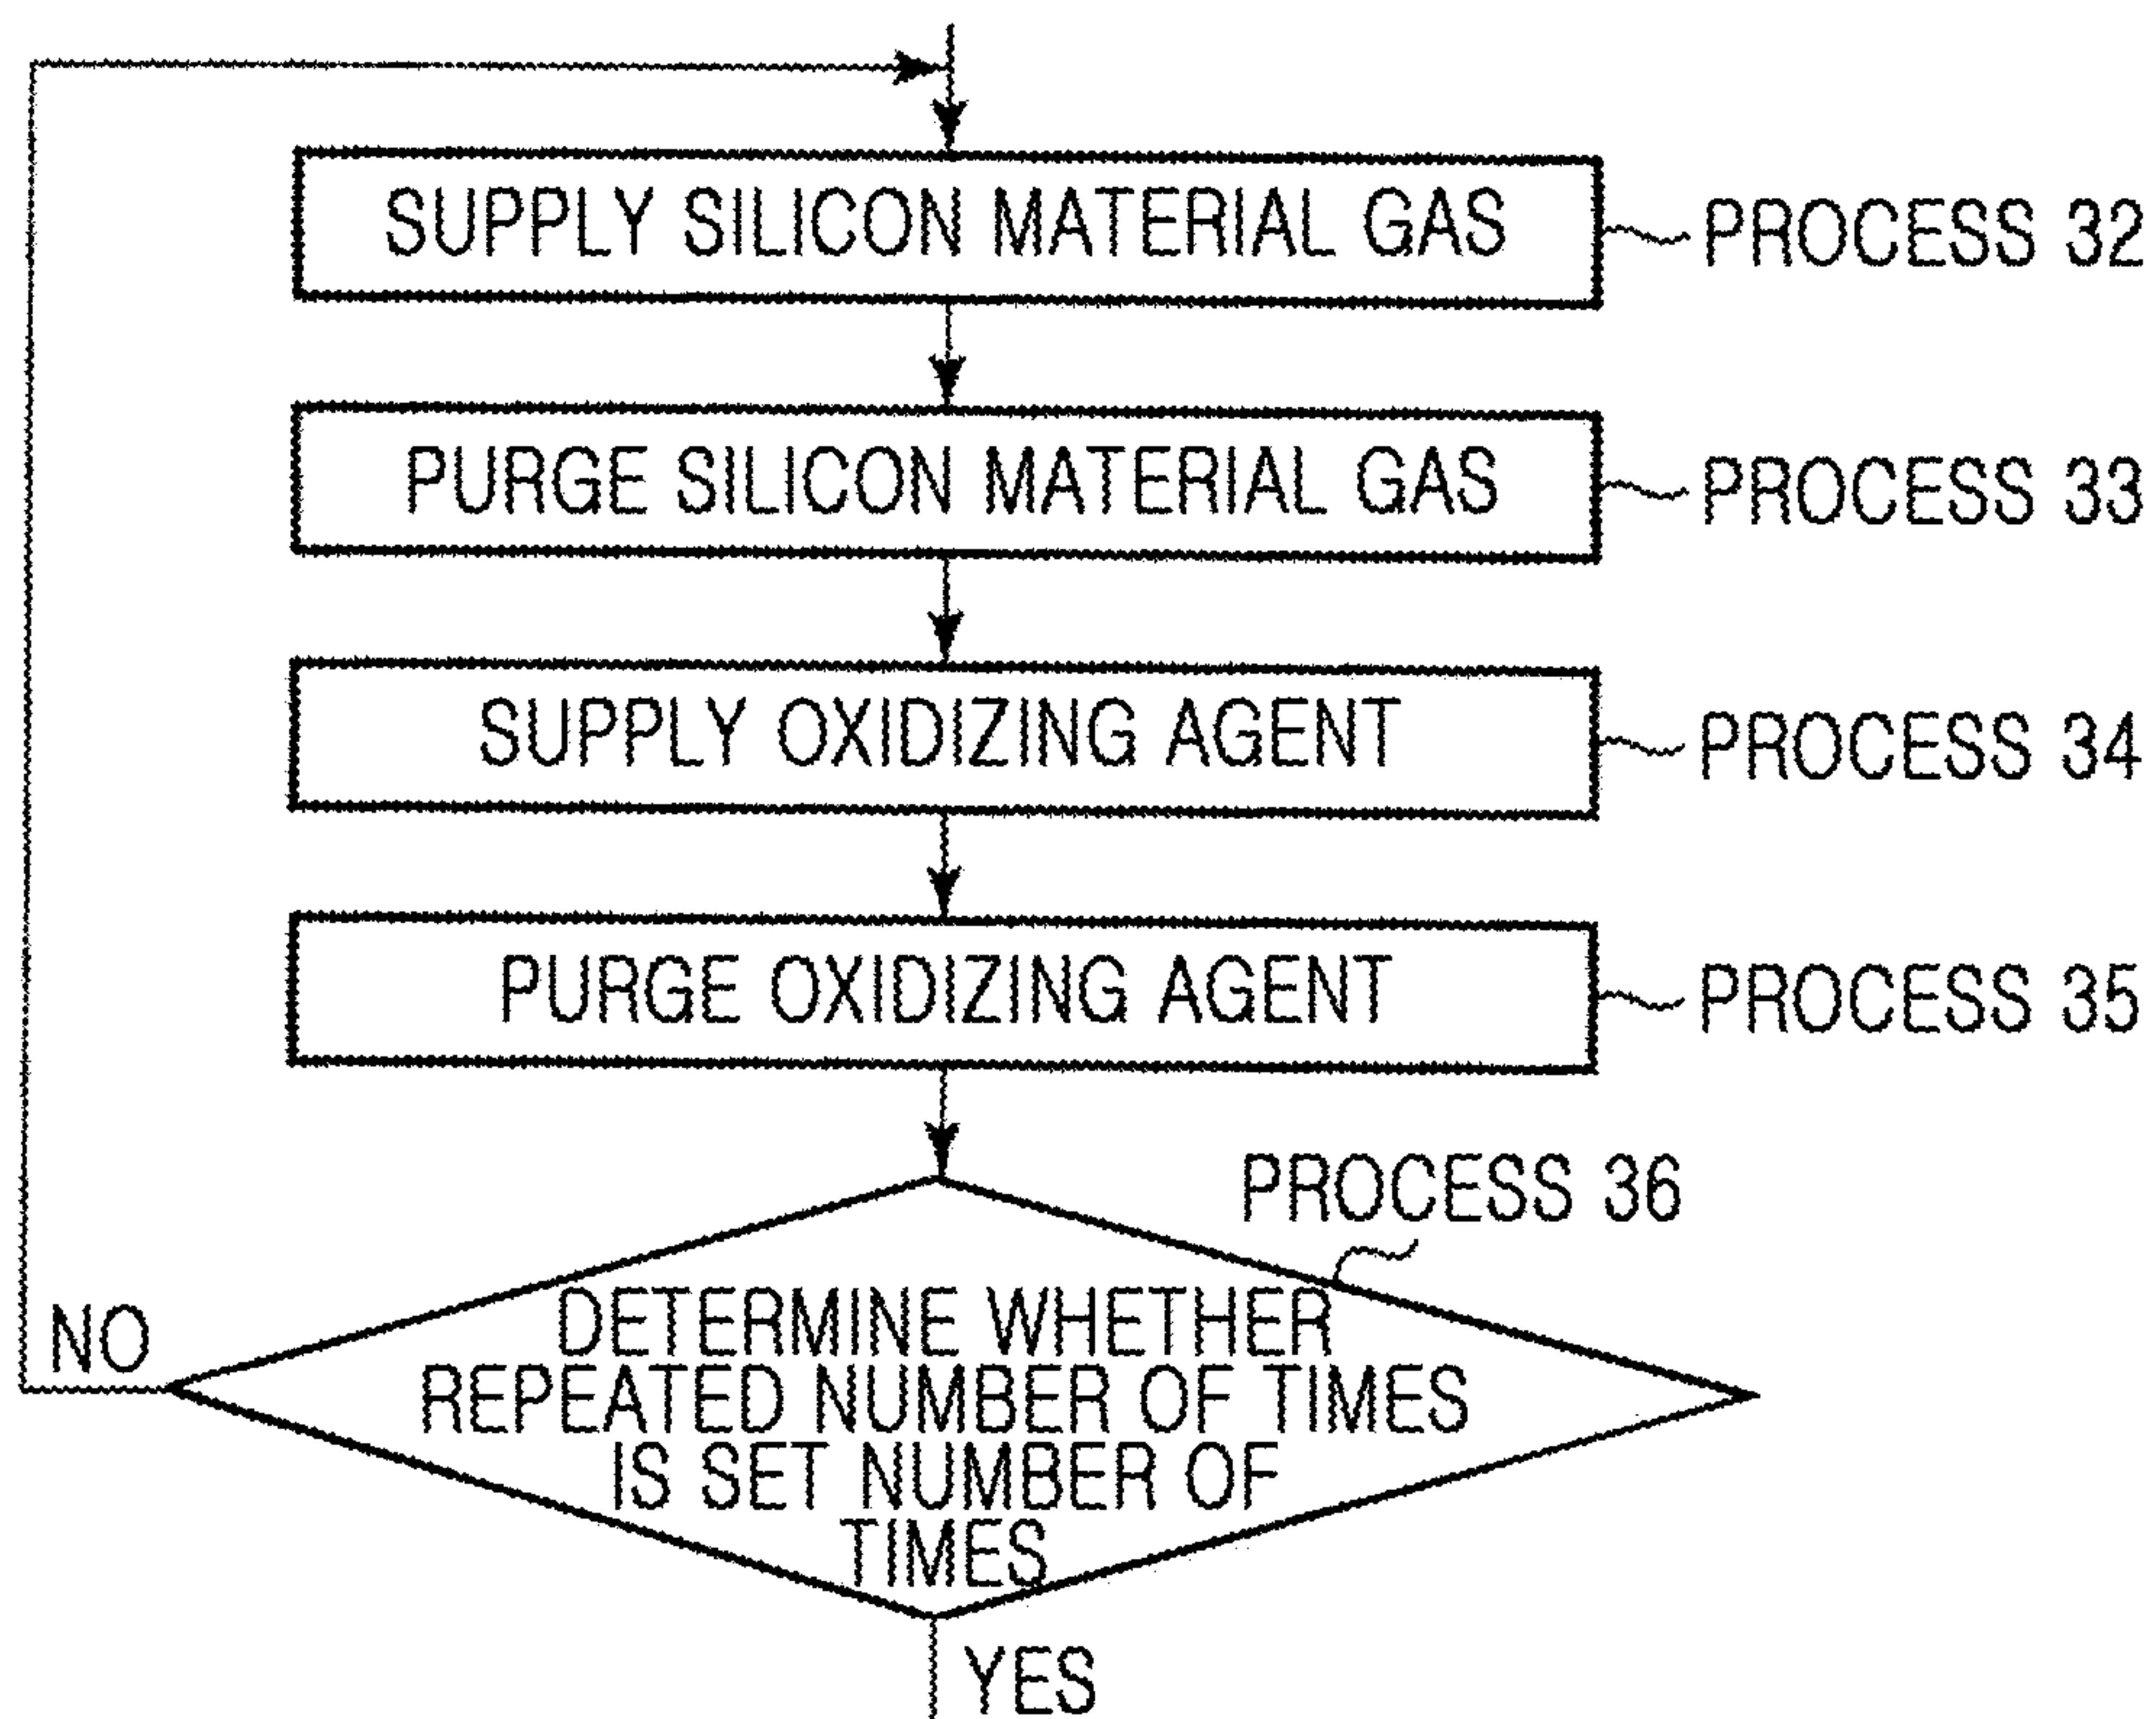 SUPPLY SILICON MATERIAL GAS
PROCESS 32
PURGE SILICON MATERIAL GAS
PROCESS 33
SUPPLY OXIDIZING AGENT
PROCESS 34
PURGE OXIDIZING AGENT
PROCESS 35
PROCESS 36
DETERMINE WHETHER
REPEATED NUMBER OF TIMES
IS SET NUMBER OF
TIMES
NO
YES